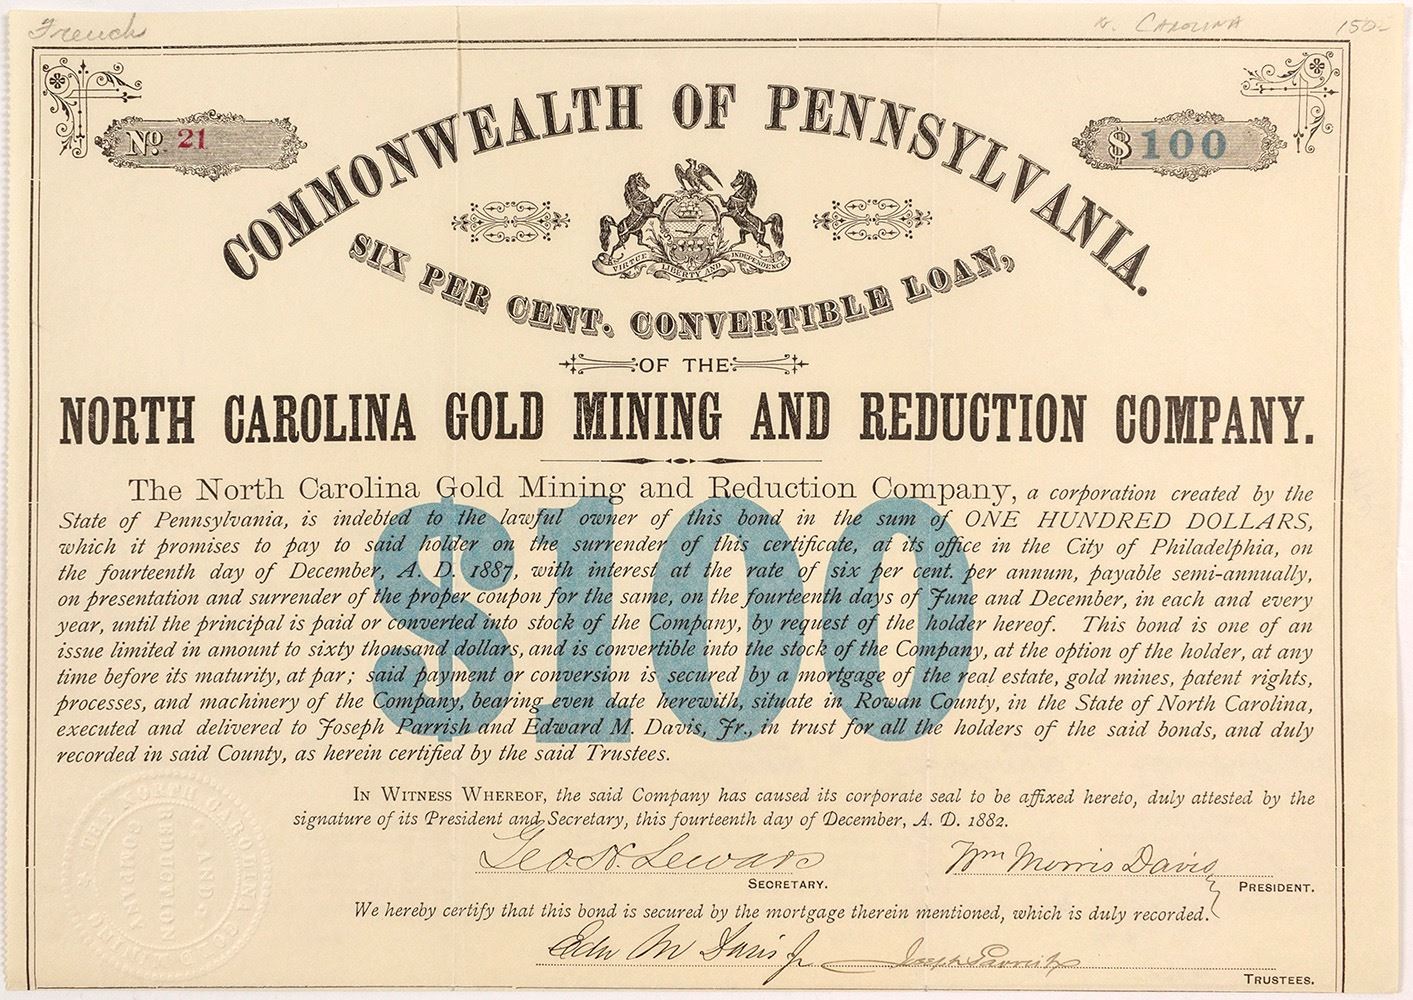 French
N. CAROLINA 150-
No. 21
$100
COMMONWEALTH OF PENNSYLVANIA.
VIRTUE LIBERTY AND INDEPENDENCE
SIX PER CENT. CONVERTIBLE LOAN,
OF THE
NORTH CAROLINA GOLD MINING AND REDUCTION COMPANY.
$100
The North Carolina Gold Mining and Reduction Company, a corporation created by the
State of Pennsylvania, is indebted to the lawful owner of this bond in the sum of ONE HUNDRED DOLLARS,
which it promises to pay to said holder on the surrender of this certificate, at its office in the City of Philadelphia, on
the fourteenth day of December, A. D. 1887, with interest at the rate of six per cent. per annum, payable semi-annually,
on presentation and surrender of the proper coupon for the same, on the fourteenth days of June and December, in each and every
year, until the principal is paid or converted into stock of the Company, by request of the holder hereof. This bond is one of an
issue limited in amount to sixty thousand dollars, and is convertible into the stock of the Company, at the option of the holder, at any
time before its maturity, at par; said payment or conversion is secured by a mortgage of the real estate, gold mines, patent rights,
processes, and machinery of the Company, bearing even date herewith, situate in Rowan County, in the State of North Carolina,
executed and delivered to Joseph Parrish and Edward M. Davis, Jr., in trust for all the holders of the said bonds, and duly
recorded in said County, as herein certified by the said Trustees.
IN WITNESS WHEREOF, the said Company has caused its corporate seal to be affixed hereto, duly attested by the
signature of its President and Secretary, this fourteenth day of December, A. D. 1882.
Geo. H. Lewars
SECRETARY.
Wm Morris Davis
PRESIDENT.
We hereby certify that this bond is secured by the mortgage therein mentioned, which is duly recorded.
Edw M Davis Jr
Joseph Parrish
TRUSTEES.
THE NORTH CAROLINA
AND
REDUCTION
COMPANY